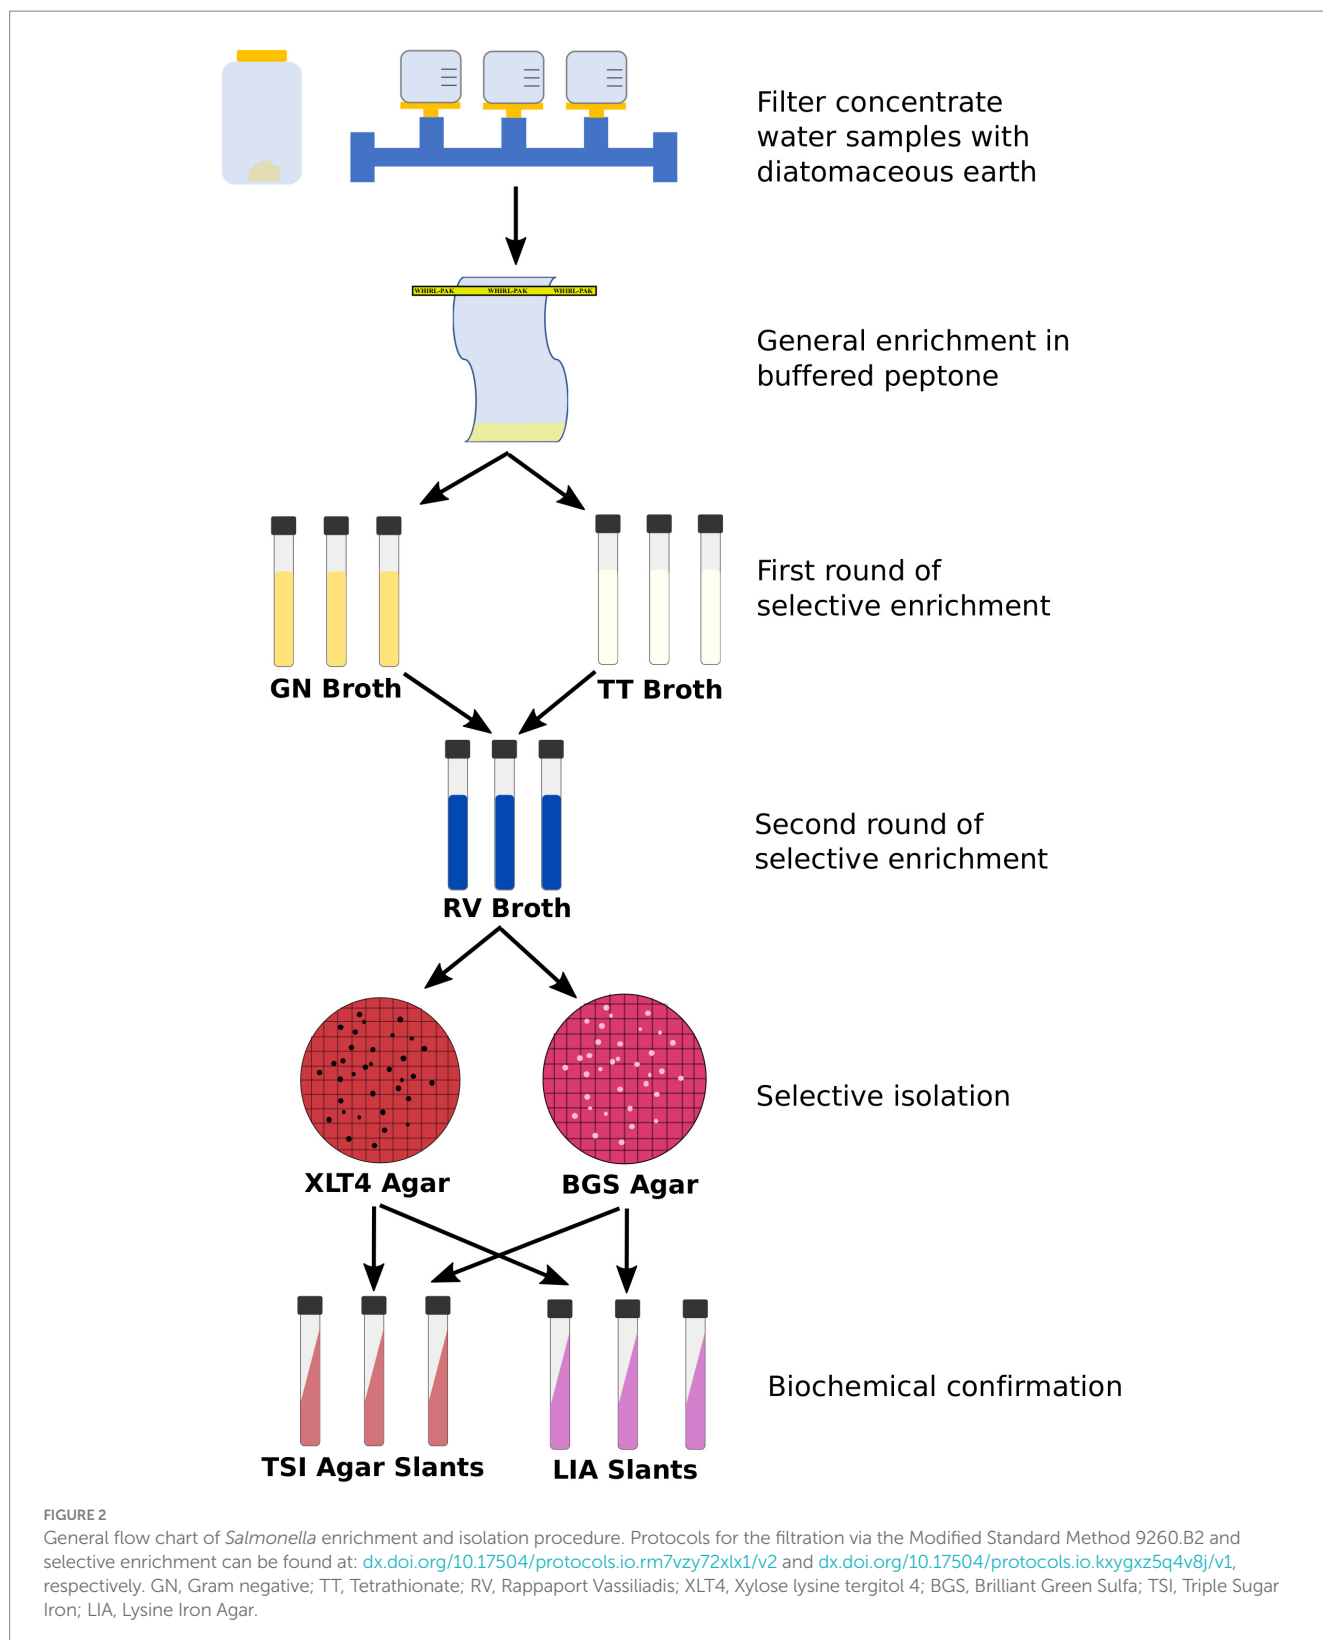 Filter concentrate
water samples with
diatomaceous earth
WHIRL-PAK WHIRL-PAK WHIRL-PAK
General enrichment in
buffered peptone
First round of
selective enrichment
GN Broth
TT Broth
Second round of
selective enrichment
RV Broth
Selective isolation
XLT4 Agar
BGS Agar
Biochemical confirmation
TSI Agar Slants
LIA Slants
FIGURE 2
General flow chart of Salmonella enrichment and isolation procedure. Protocols for the filtration via the Modified Standard Method 9260.B2 and
selective enrichment can be found at: dx.doi.org/10.17504/protocols.io.rm7vzy72xlx1/v2 and dx.doi.org/10.17504/protocols.io.kxygxz5q4v8j/v1,
respectively. GN, Gram negative; TT, Tetrathionate; RV, Rappaport Vassiliadis; XLT4, Xylose lysine tergitol 4; BGS, Brilliant Green Sulfa; TSI, Triple Sugar
Iron; LIA, Lysine Iron Agar.